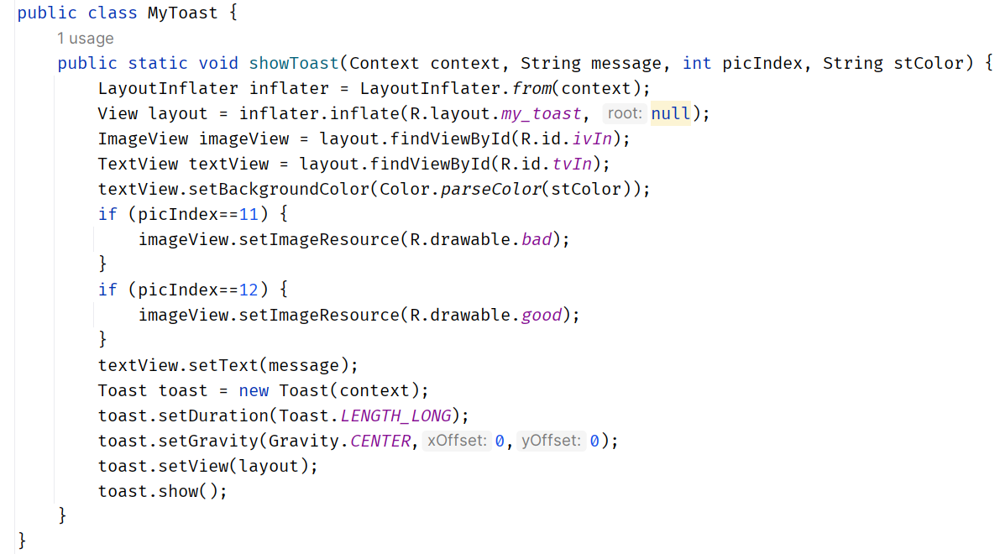 public class MyToast {
1 usage
public static void showToast(Context context, String message, int picIndex, String stColor) {
LayoutInflater inflater = LayoutInflater.from(context);
View layout = inflater.inflate(R.layout.my_toast, root: null);
ImageView imageView = layout.findViewById(R.id.ivIn);
TextView textView = layout.findViewById(R.id.tvIn);
textView.setBackgroundColor(Color.parseColor(stColor));
if (picIndex==11) {
imageView.setImageResource(R.drawable.bad);
}
if (picIndex==12) {
imageView.setImageResource(R.drawable.good);
}
textView.setText(message);
Toast toast = new Toast(context);
toast.setDuration(Toast.LENGTH_LONG);
toast.setGravity(Gravity.CENTER, xOffset: 0, yOffset: 0);
toast.setView(layout);
toast.show();
}
}